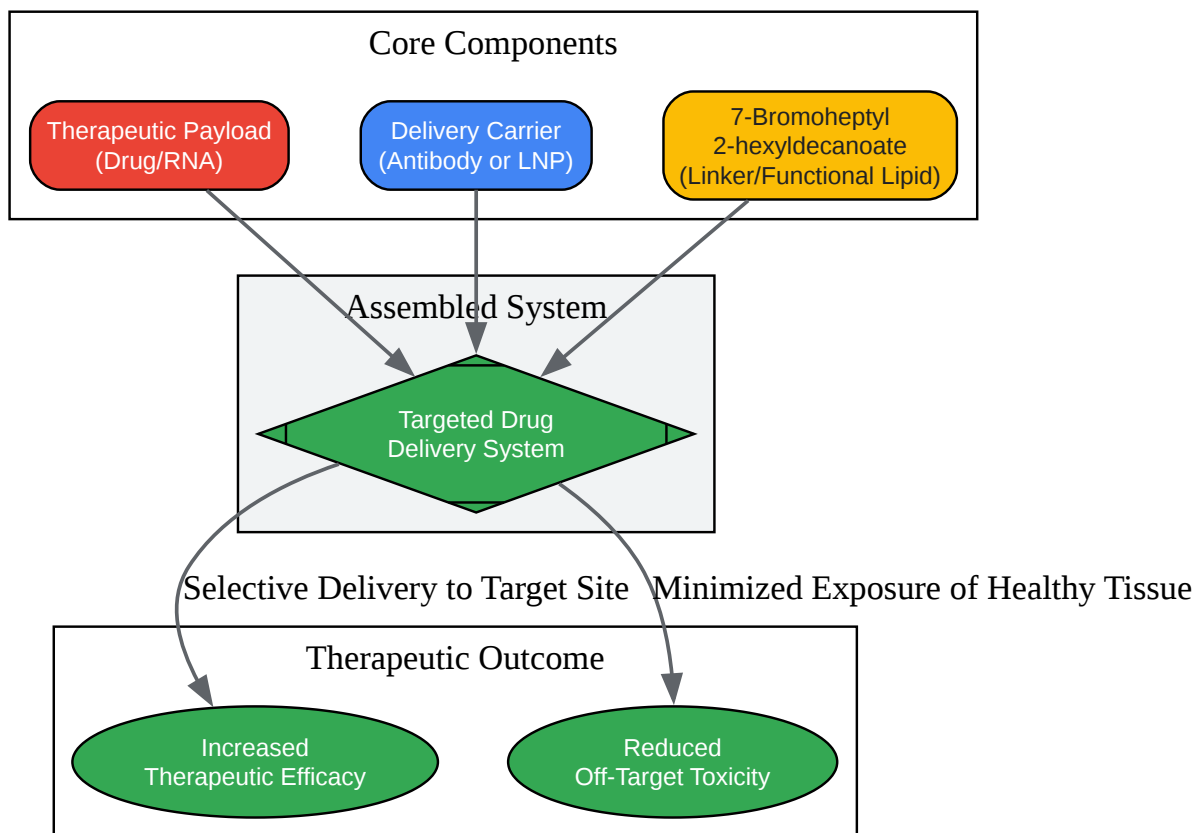 Core Components
Therapeutic Payload
(Drug/RNA)
Delivery Carrier
(Antibody or LNP)
7-Bromoheptyl
2-hexyldecanoate
(Linker/Functional Lipid)
Assembled System
Targeted Drug
Delivery System
Selective Delivery to Target Site
Minimized Exposure of Healthy Tissue
Therapeutic Outcome
Increased
Therapeutic Efficacy
Reduced
Off-Target Toxicity